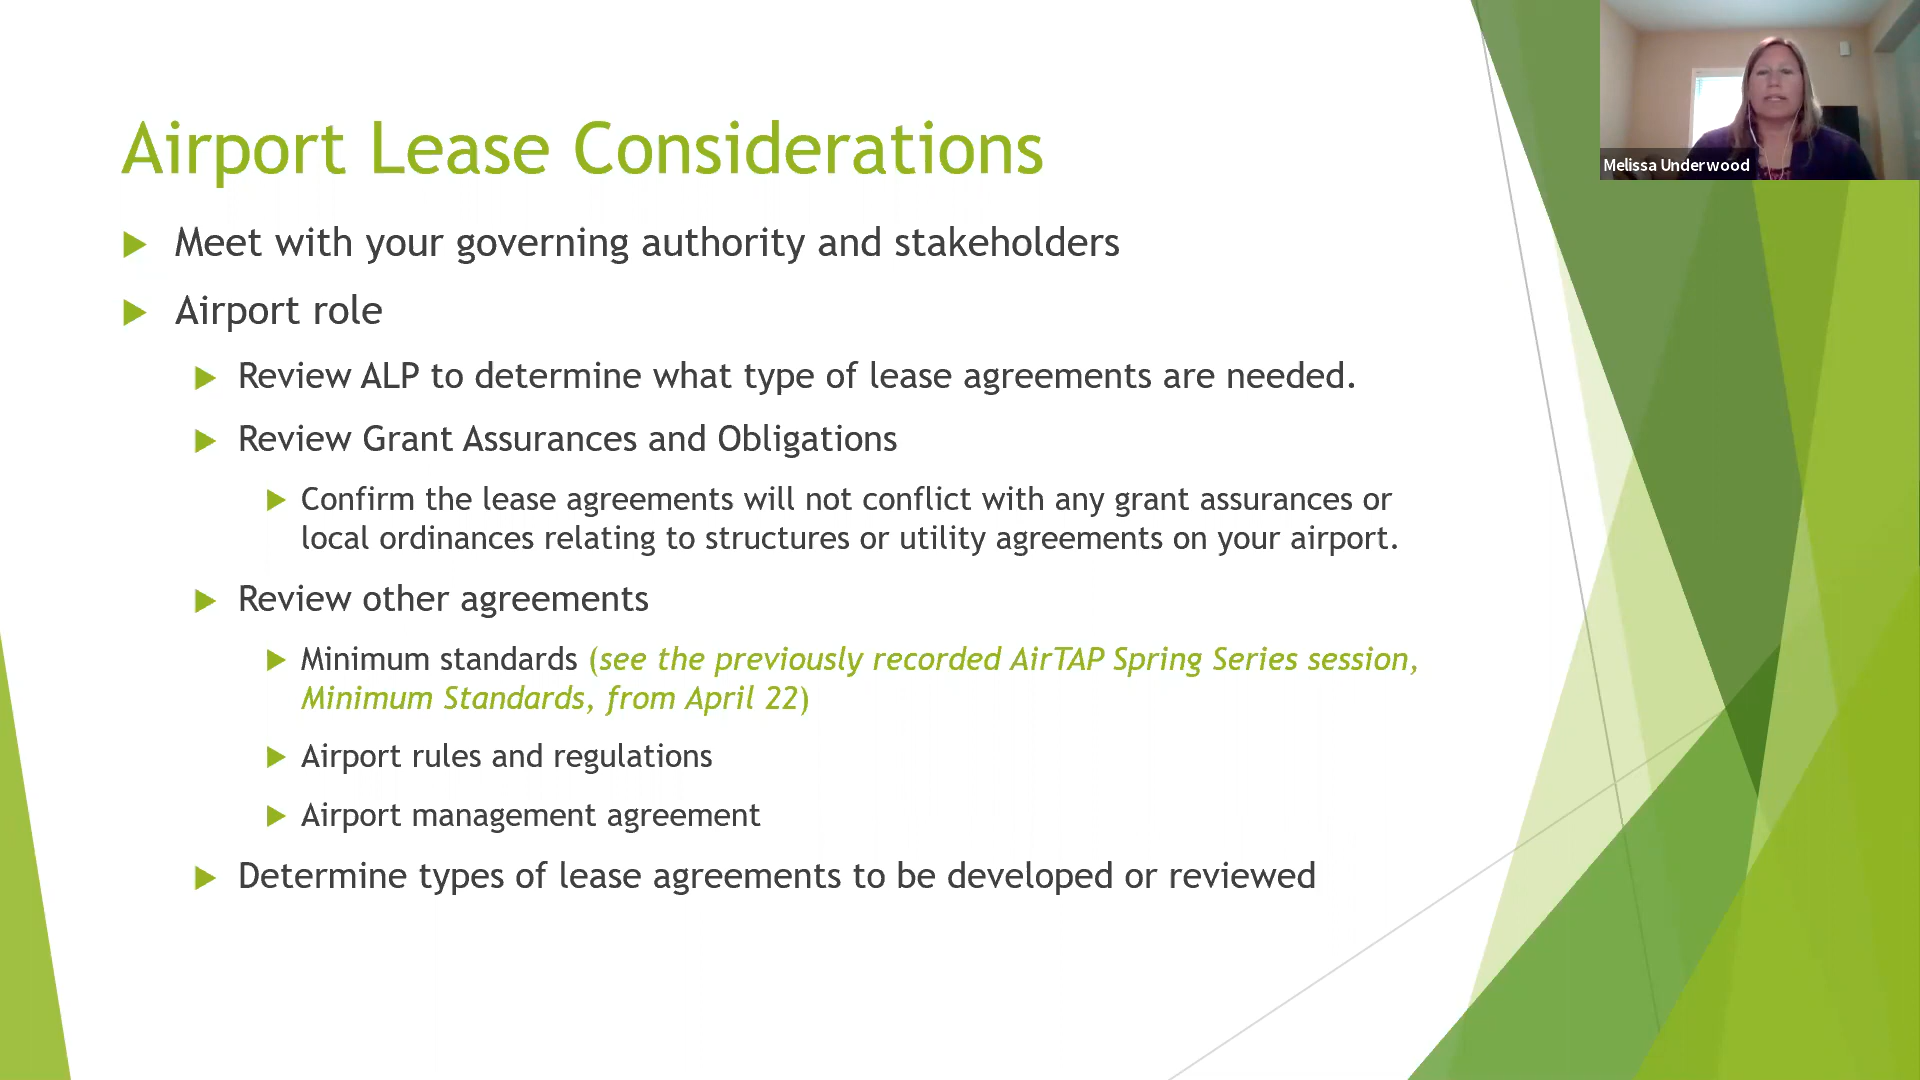 Airport Lease Considerations
Melissa Underwood
Meet with your governing authority and stakeholders
Airport role
Review ALP to determine what type of lease agreements are needed.
Review Grant Assurances and Obligations
Confirm the lease agreements will not conflict with any grant assurances or
local ordinances relating to structures or utility agreements on your airport.
Review other agreements
Minimum standards (see the previously recorded AirTAP Spring Series session,
Minimum Standards, from April 22)
Airport rules and regulations
Airport management agreement
Determine types of lease agreements to be developed or reviewed